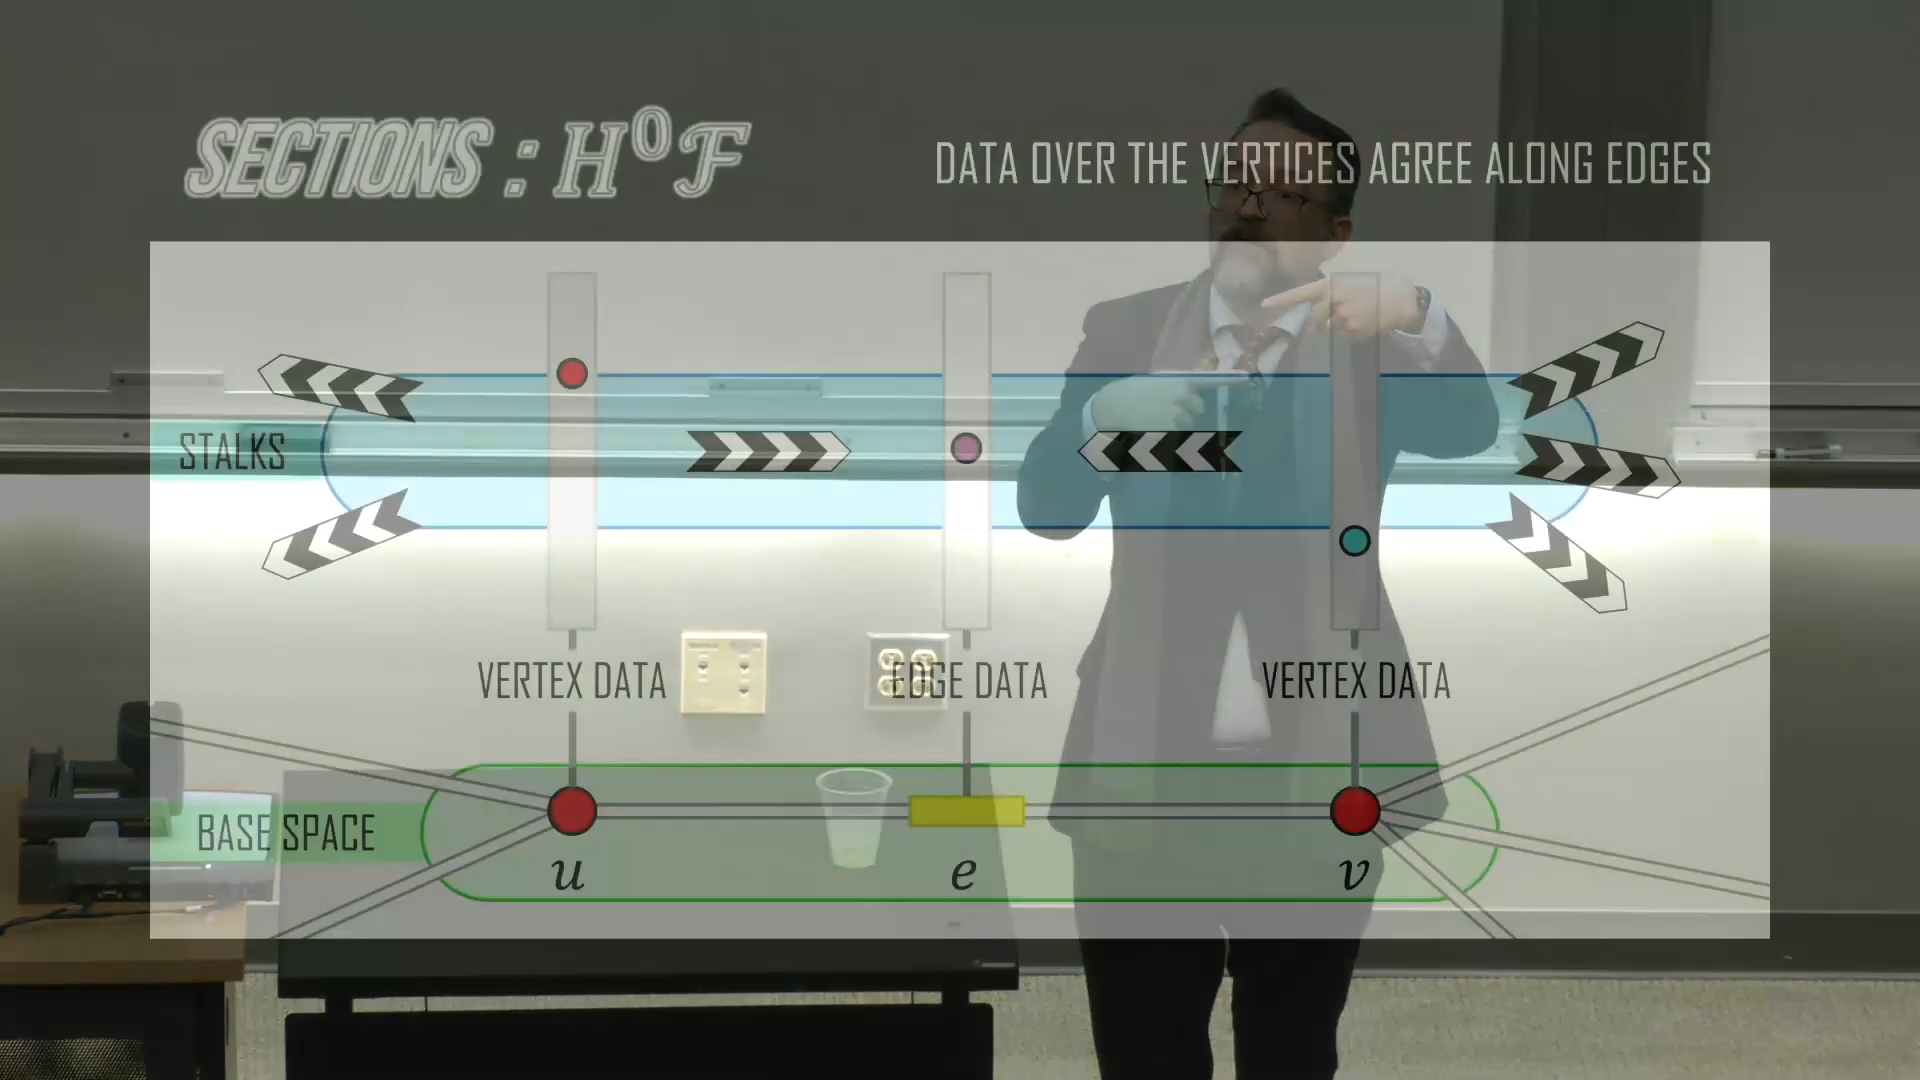 SECTIONS : H⁰ℱ
DATA OVER THE VERTICES AGREE ALONG EDGES
STALKS
VERTEX DATA
EDGE DATA
VERTEX DATA
BASE SPACE
u
e
v